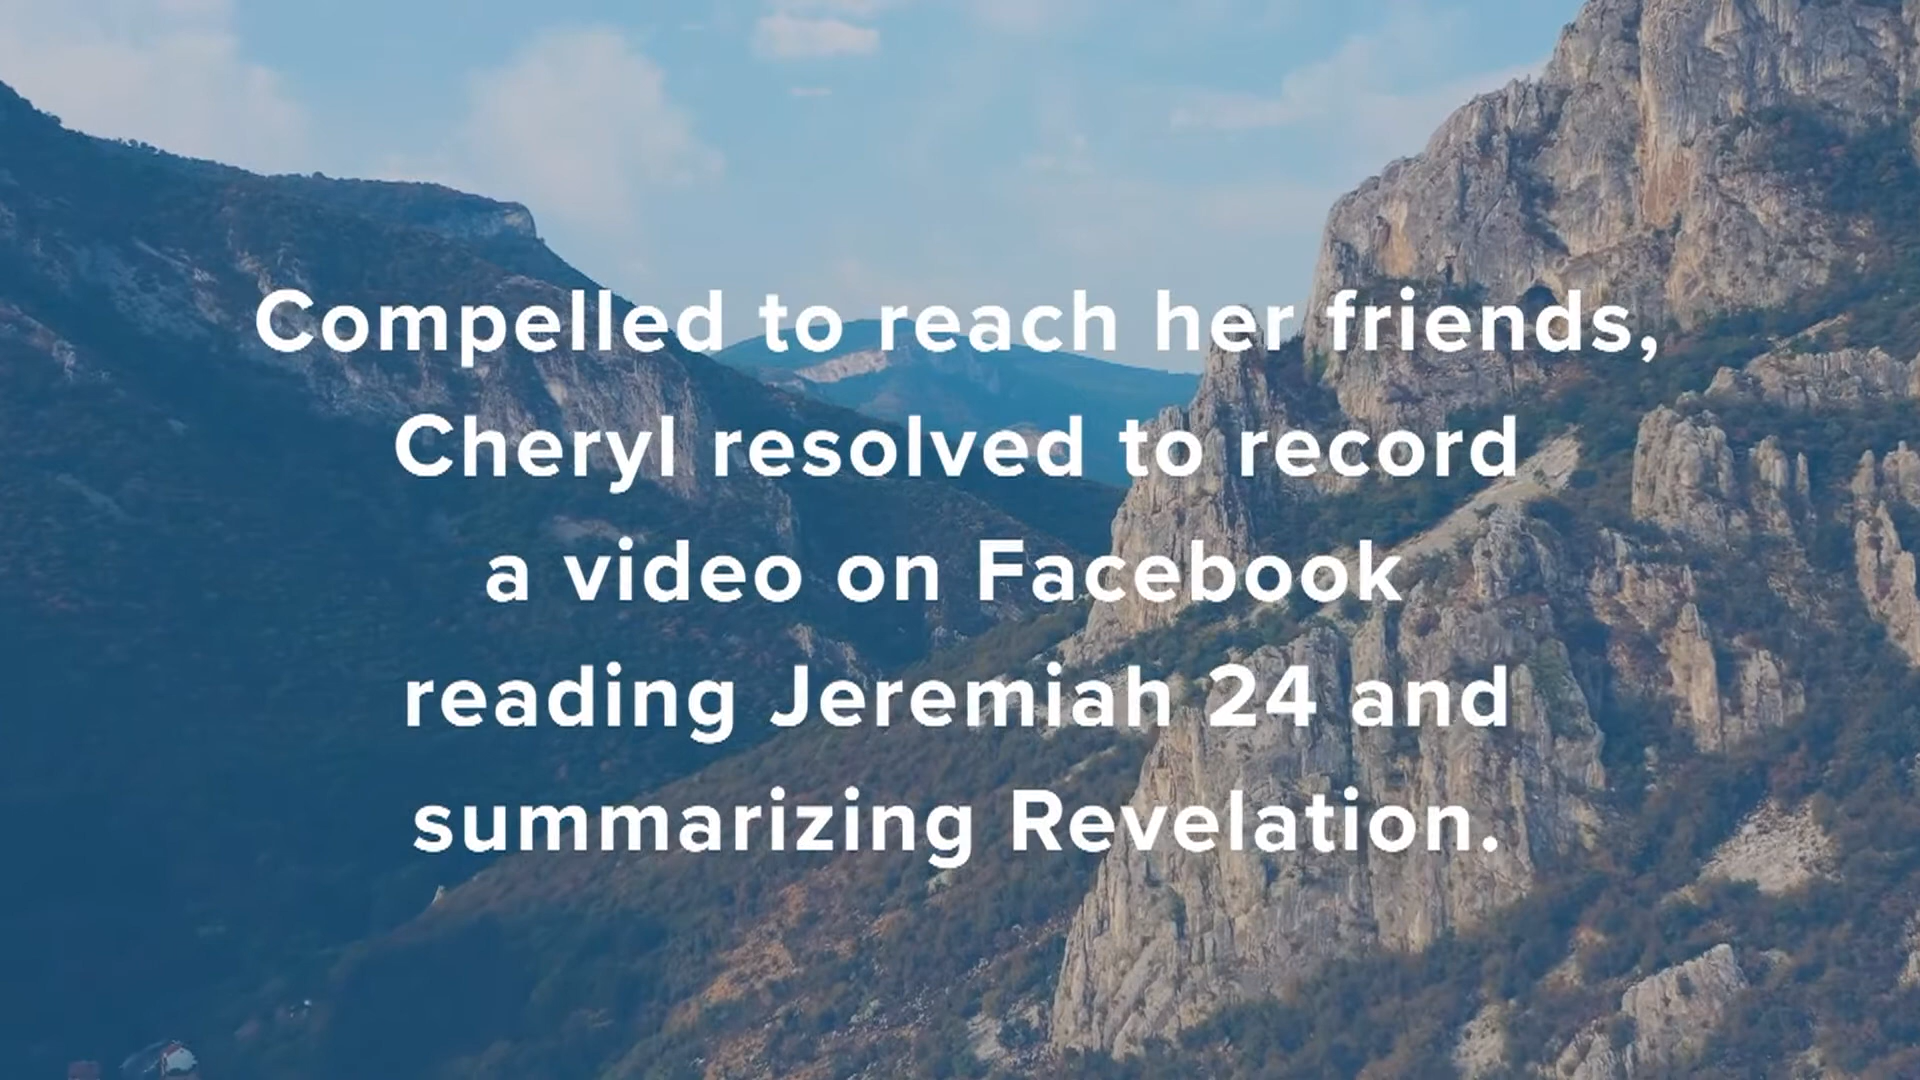 Compelled to reach her friends,
Cheryl resolved to record
a video on Facebook
reading Jeremiah 24 and
summarizing Revelation.